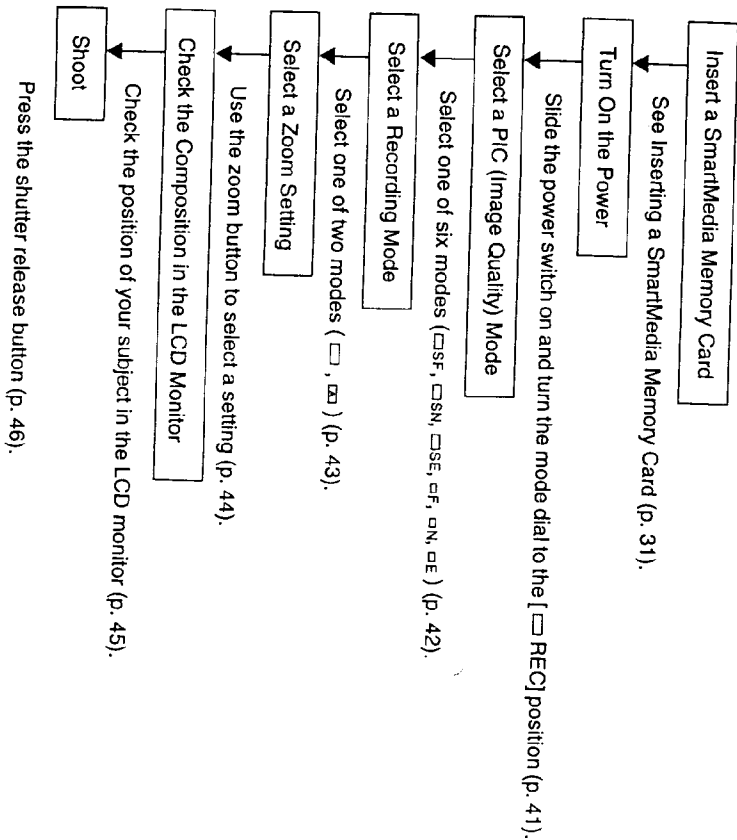 Insert a SmartMedia Memory Card
See Inserting a SmartMedia Memory Card (p. 31).
Turn On the Power
Slide the power switch on and turn the mode dial to the [ ▭ REC] position (p. 41).
Select a PIC (Image Quality) Mode
Select one of six modes (▭SF, ▭SN, ▭SE, ▫F, ▫N, ▫E ) (p. 42).
Select a Recording Mode
Select one of two modes ( ▭ , ) (p. 43).
Select a Zoom Setting
Use the zoom button to select a setting (p. 44).
Check the Composition in the LCD Monitor
Check the position of your subject in the LCD monitor (p. 45).
Shoot
Press the shutter release button (p. 46).